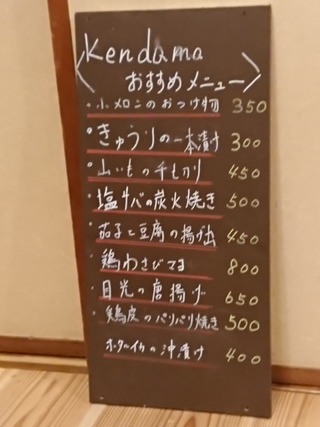 Kendama
おすすめメニュー
・小メロンのおつけ物 350
・きゅうりの一本漬け 300
・山いもの千切り 450
・塩サバの炭火焼き 500
・茄子と豆腐の揚げ出 450
・鶏わさび 800
・目光の唐揚げ 650
・鶏皮のパリパリ焼き 500
ホタルイカの沖漬け 400